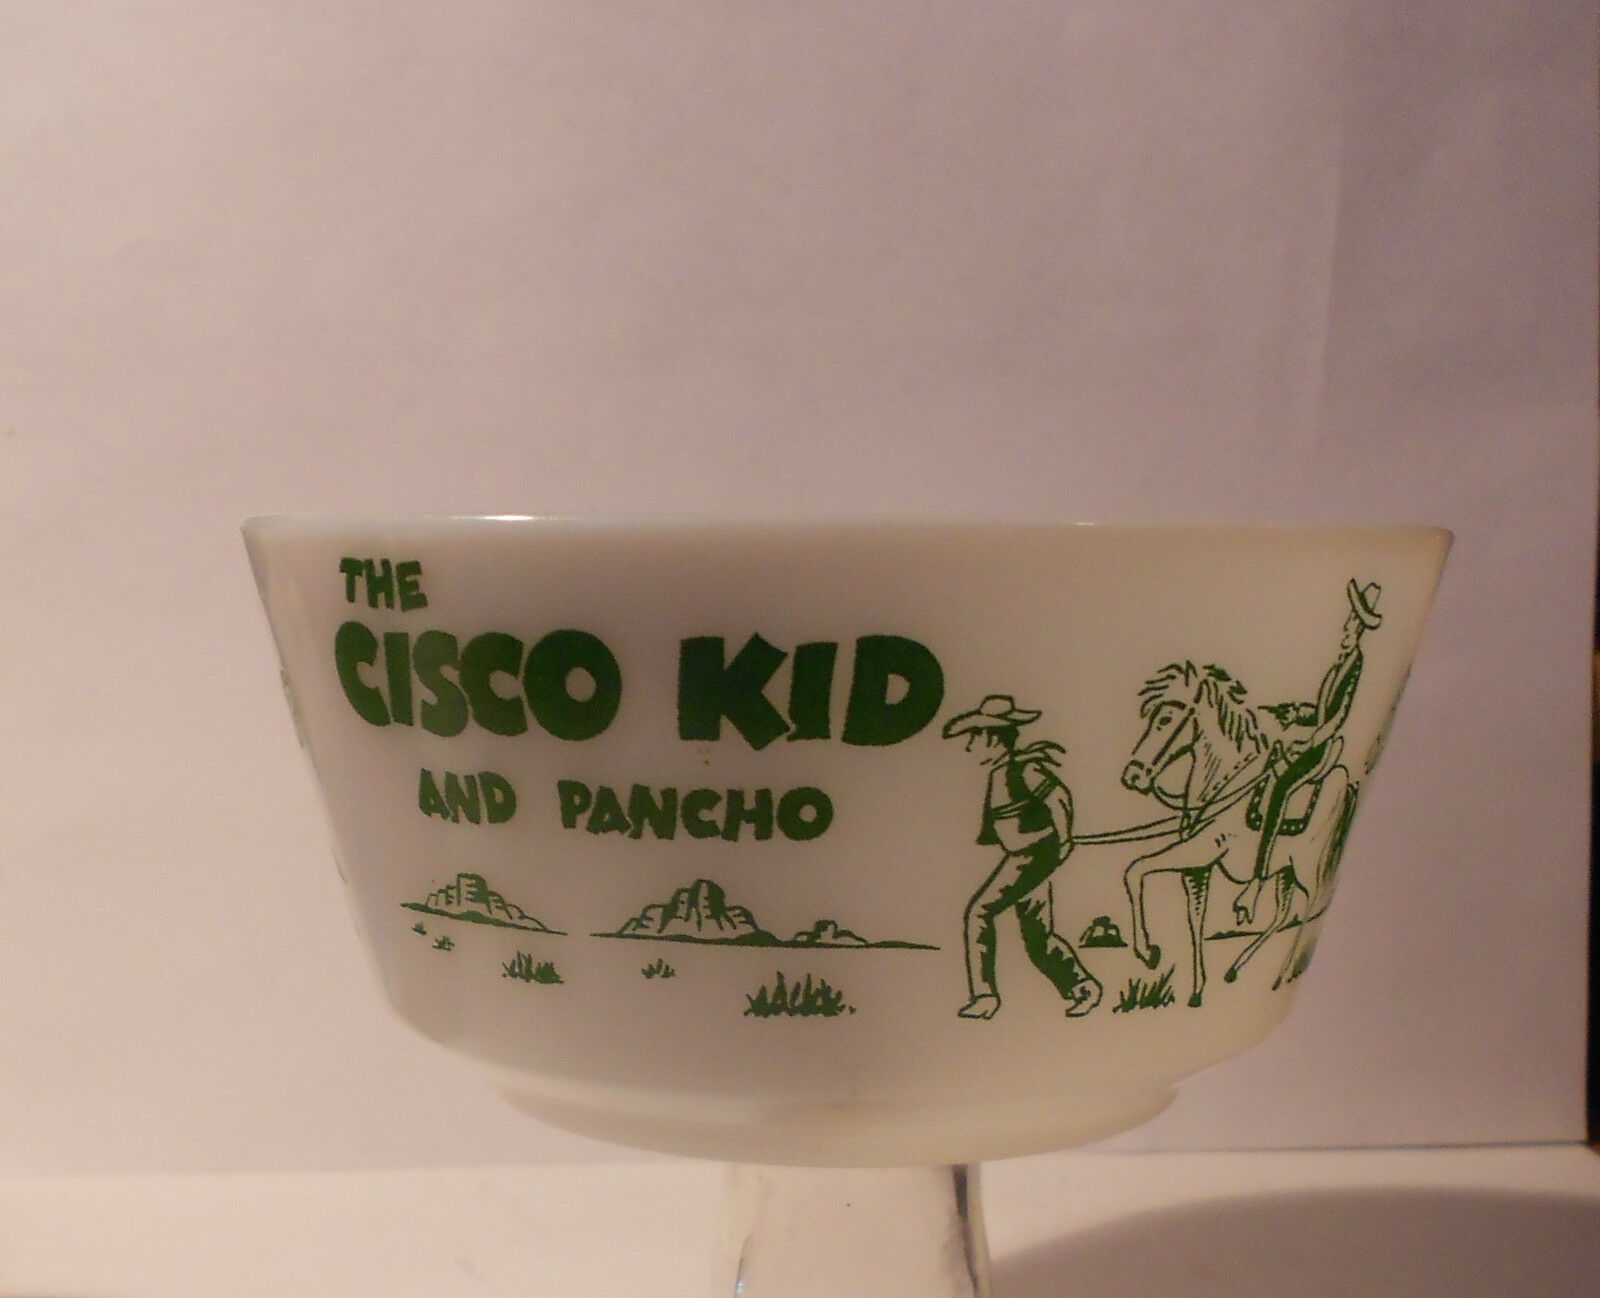 THE
CISCO KID
AND PANCHO